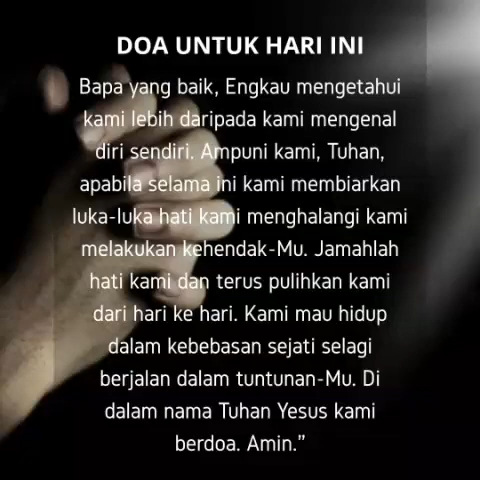 DOA UNTUK HARI INI
Bapa yang baik, Engkau mengetahui
kami lebih daripada kami mengenal
diri sendiri. Ampuni kami, Tuhan,
apabila selama ini kami membiarkan
luka-luka hati kami menghalangi kami
melakukan kehendak-Mu. Jamahlah
hati kami dan terus pulihkan kami
dari hari ke hari. Kami mau hidup
dalam kebebasan sejati selagi
berjalan dalam tuntunan-Mu. Di
dalam nama Tuhan Yesus kami
berdoa. Amin.”